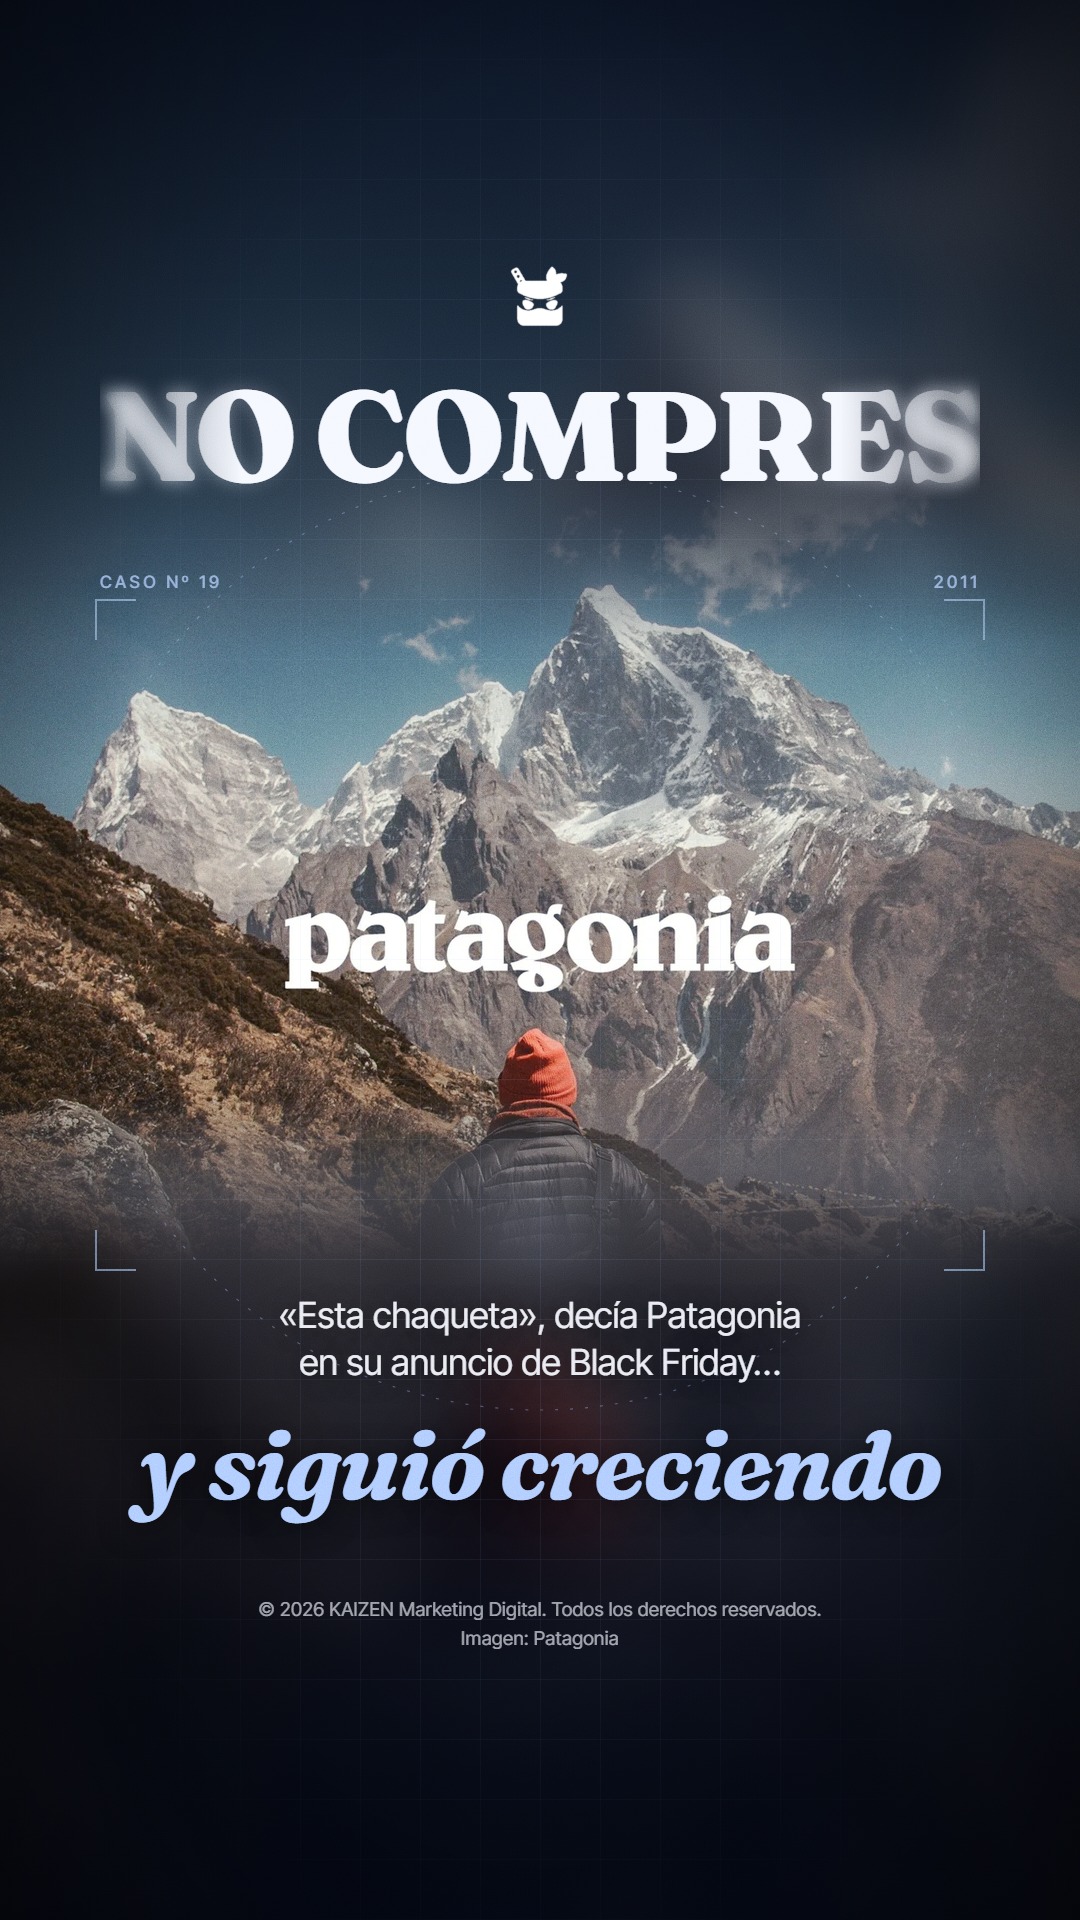 NO COMPRES
CASO Nº 19
2011
patagonia
«Esta chaqueta», decía Patagonia
en su anuncio de Black Friday...
y siguió creciendo
© 2026 KAIZEN Marketing Digital. Todos los derechos reservados.
Imagen: Patagonia